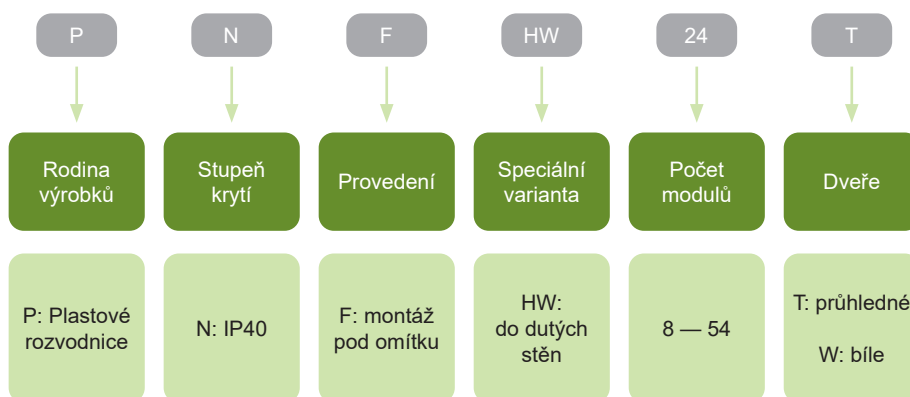 P
N
F
HW
24
T
Rodina
výrobků
Stupeň
krytí
Provedení
Speciální
varianta
Počet
modulů
Dveře
P: Plastové
rozvodnice
N: IP40
F: montáž
pod omítku
HW:
do dutých
stěn
8 — 54
T: průhledné
W: bíle